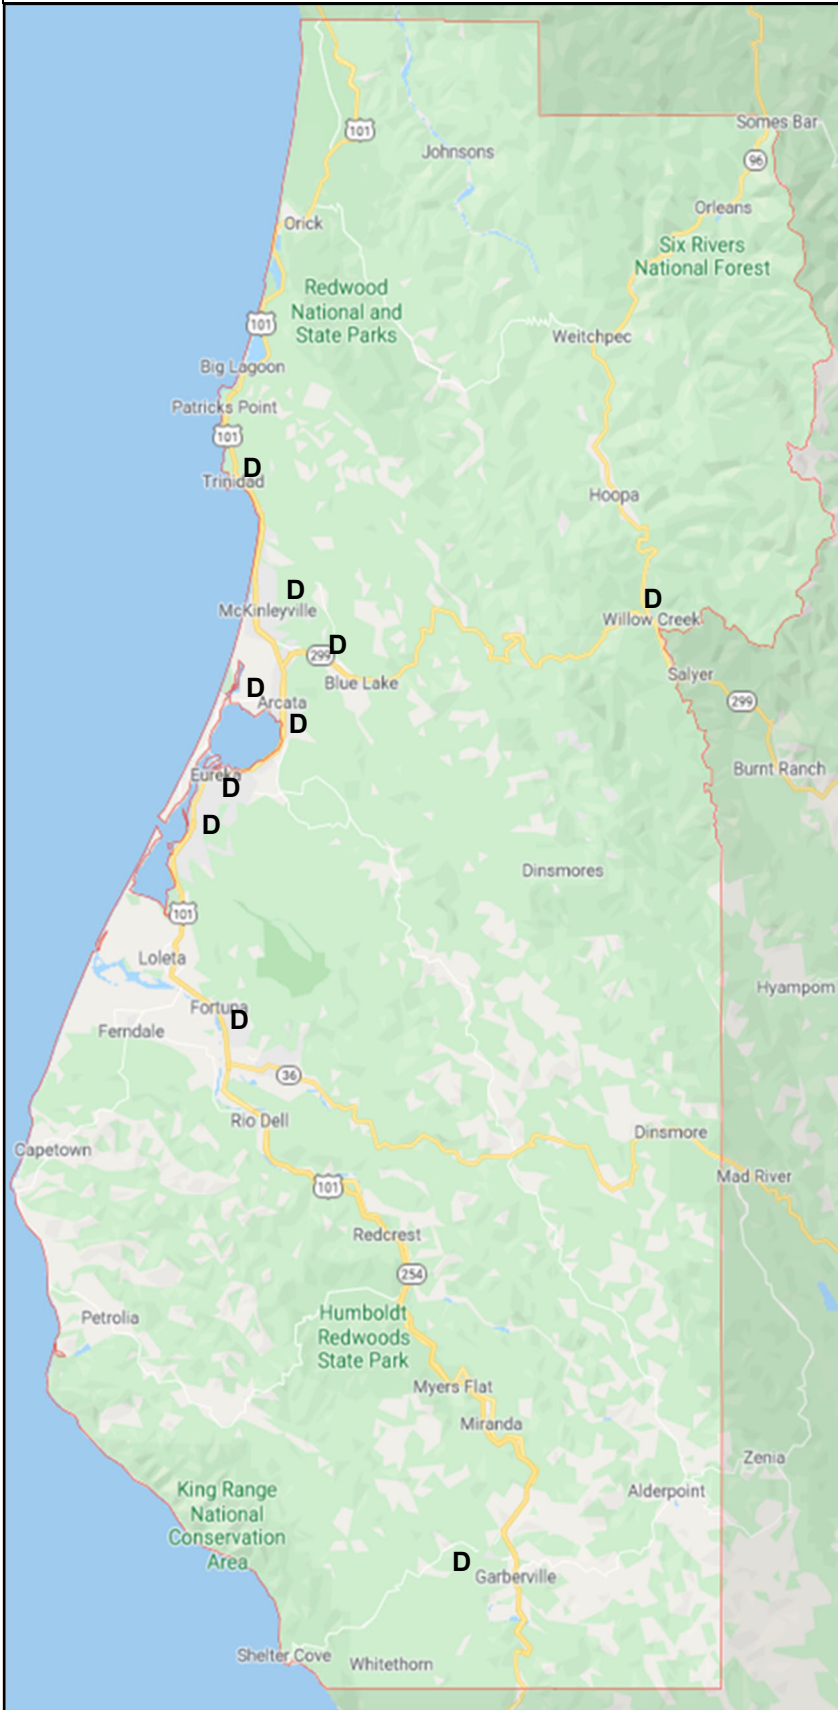 101
Somes Bar
Johnsons
96
Orleans
Orick
Six Rivers
National Forest
Redwood
National and
State Parks
101
Weitchpec
Big Lagoon
Patricks Point
101
D
Trinidad
Hoopa
D
D
McKinleyville
Willow Creek
D
299
Blue Lake
Salyer
D
Arcata
299
D
Burnt Ranch
Eureka
D
D
Dinsmores
101
Loleta
Hyampom
Fortuna
D
Ferndale
36
Rio Dell
Dinsmore
Capetown
Mad River
101
Redcrest
254
Petrolia
Humboldt
Redwoods
State Park
Myers Flat
Miranda
Zenia
Alderpoint
King Range
National
Conservation
Area
D
Garberville
Shelter Cove
Whitethorn